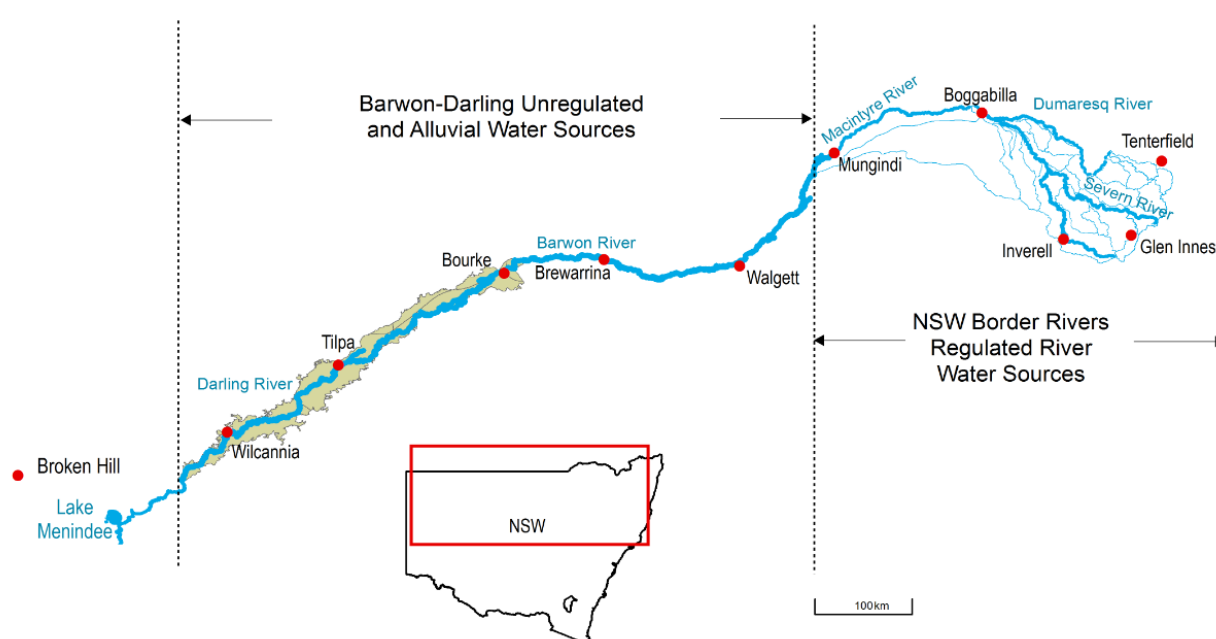 Barwon-Darling Unregulated
and Alluvial Water Sources
Macintyre River
Boggabilla
Dumaresq River
Tenterfield
Mungindi
Severn River
Barwon River
Bourke
Brewarrina
Walgett
Inverell
Glen Innes
NSW Border Rivers
Regulated River
Water Sources
Tilpa
Darling River
Wilcannia
Broken Hill
Lake
Menindee
NSW
100km